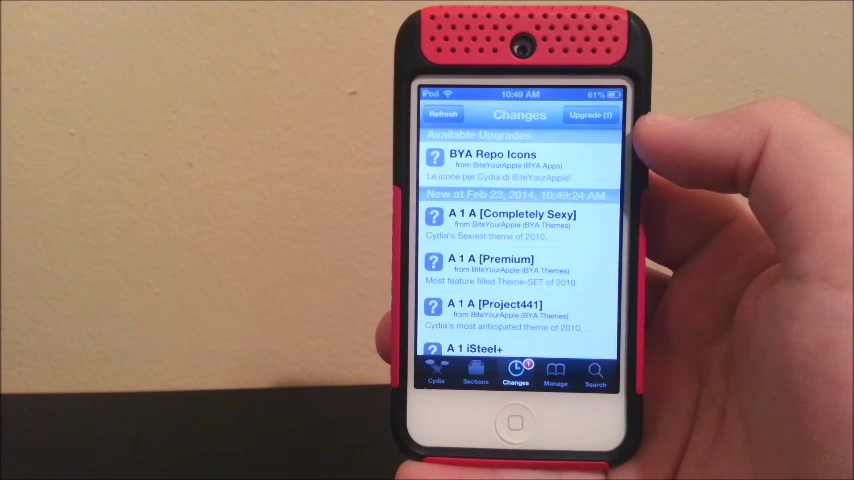 iPod 10:49 AM 61%
Refresh Changes Upgrade (1)
Available Upgrades
BYA Repo Icons
from BiteYourApple (BYA Apps)
Le icone per Cydia di BiteYourApple!
New at Feb 23, 2014, 10:49:24 AM
A 1 A [Completely Sexy]
from BiteYourApple (BYA Themes)
Cydia's Sexiest theme of 2010.
A 1 A [Premium]
from BiteYourApple (BYA Themes)
Most feature filled Theme-SET of 2010.
A 1 A [Project441]
from BiteYourApple (BYA Themes)
Cydia's most anticipated theme of 2010....
A 1 iSteel+
1
Cydia Sections Changes Manage Search